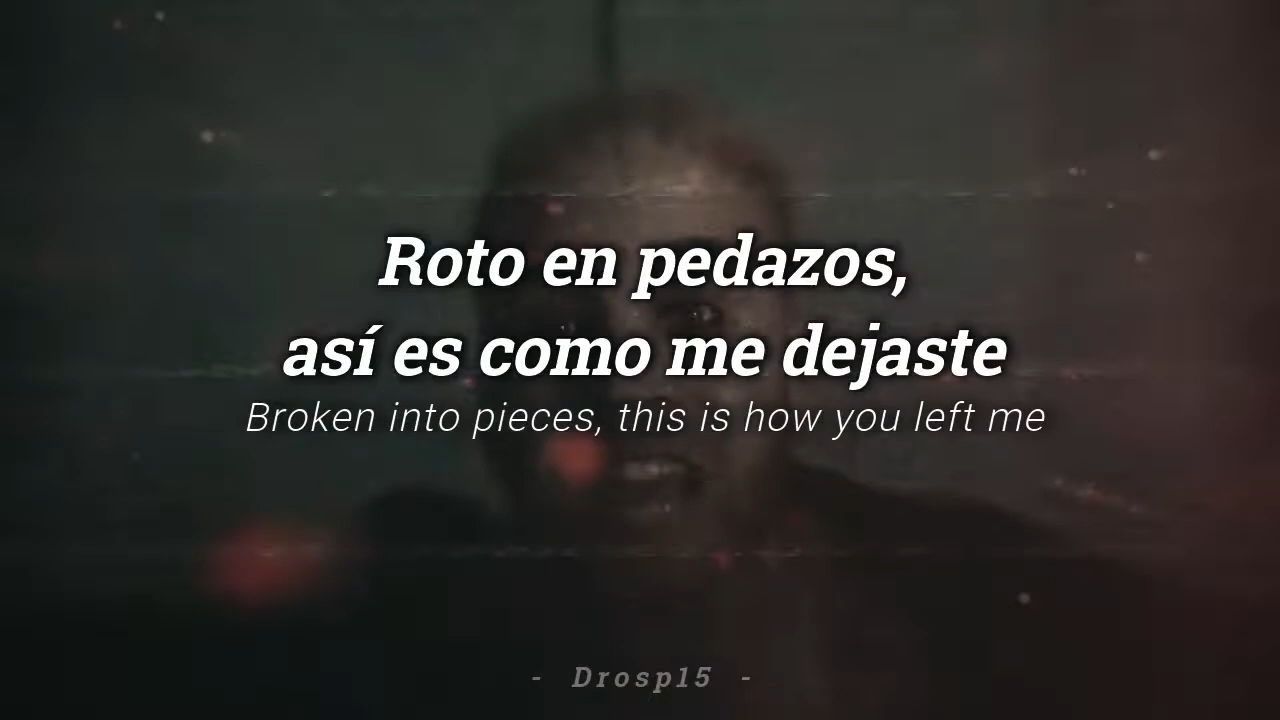 Roto en pedazos,
así es como me dejaste
Broken into pieces, this is how you left me
- Drosp15 -